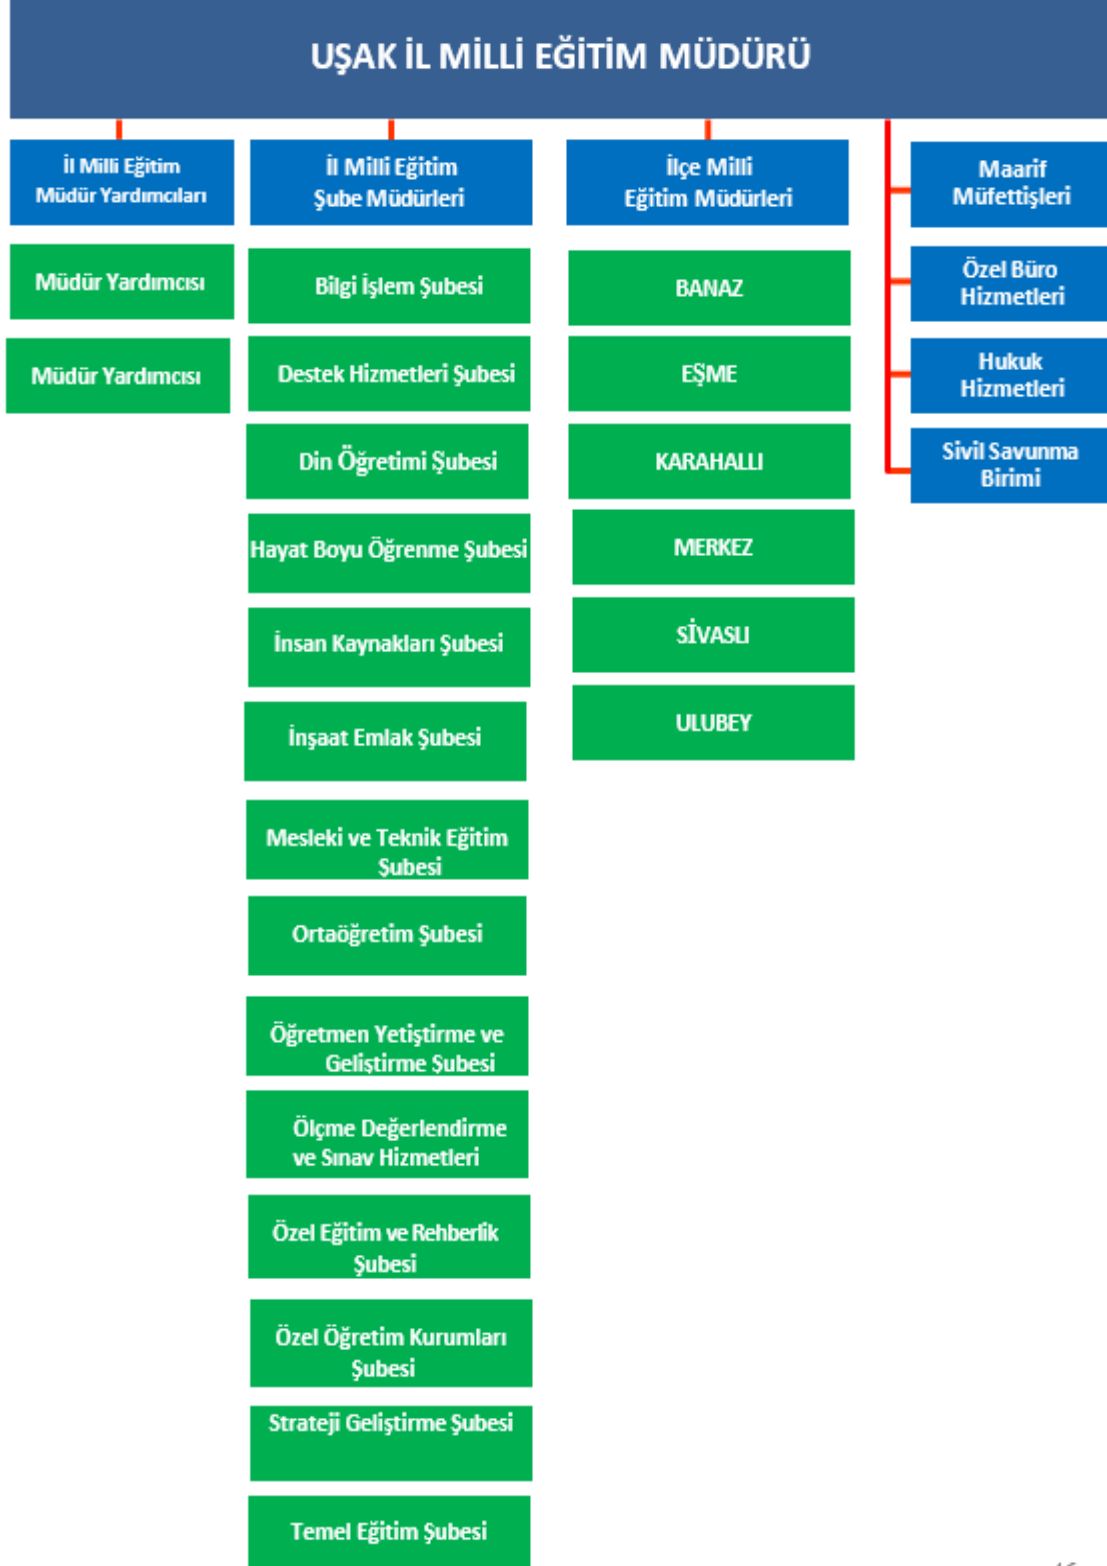 UŞAK İL MİLLİ EĞİTİM MÜDÜRÜ
İl Milli Eğitim
Müdür Yardımcıları
Müdür Yardımcısı
Müdür Yardımcısı
İl Milli Eğitim
Şube Müdürleri
Bilgi İşlem Şubesi
Destek Hizmetleri Şubesi
Din Öğretimi Şubesi
Hayat Boyu Öğrenme Şubesi
İnsan Kaynakları Şubesi
İnşaat Emlak Şubesi
Mesleki ve Teknik Eğitim
Şubesi
Ortaöğretim Şubesi
Öğretmen Yetiştirme ve
Geliştirme Şubesi
Ölçme Değerlendirme
ve Sınav Hizmetleri
Özel Eğitim ve Rehberlik
Şubesi
Özel Öğretim Kurumları
Şubesi
Strateji Geliştirme Şubesi
Temel Eğitim Şubesi
İlçe Milli
Eğitim Müdürleri
BANAZ
EŞME
KARAHALLI
MERKEZ
SİVASLI
ULUBEY
Maarif
Müfettişleri
Özel Büro
Hizmetleri
Hukuk
Hizmetleri
Sivil Savunma
Birimi